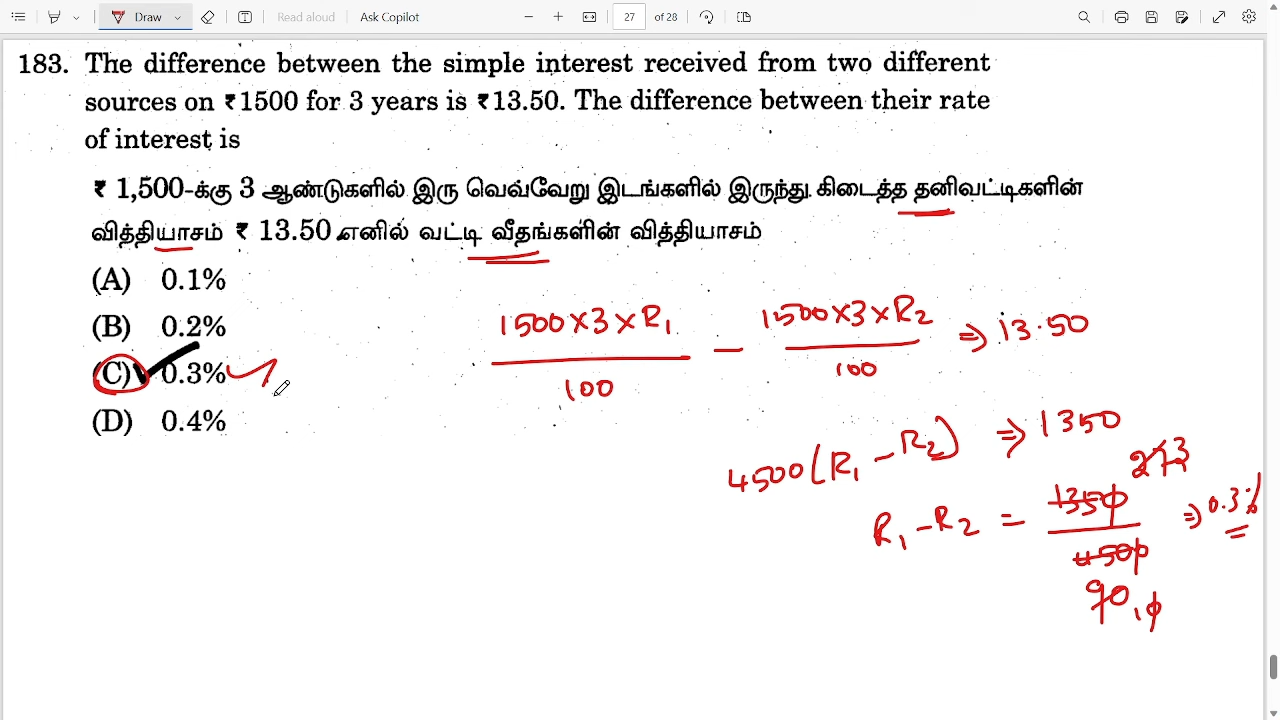 Draw
Read aloud
Ask Copilot
27 of 28
183. The difference between the simple interest received from two different
sources on ₹1500 for 3 years is ₹13.50. The difference between their rate
of interest is
₹ 1,500-க்கு 3 ஆண்டுகளில் இரு வெவ்வேறு இடங்களில் இருந்து கிடைத்த தனிவட்டிகளின்
வித்தியாசம் ₹ 13.50 எனில் வட்டி வீதங்களின் வித்தியாசம்
(A) 0.1%
(B) 0.2%
(C) 0.3%
(D) 0.4%
1500×3×R₁ − 1500×3×R₂ ⇒ 13.50
100 100
4500(R₁ − R₂) ⇒ 1350
273
R₁ − R₂ = 1350 ⇒ 0.3%
4500
90